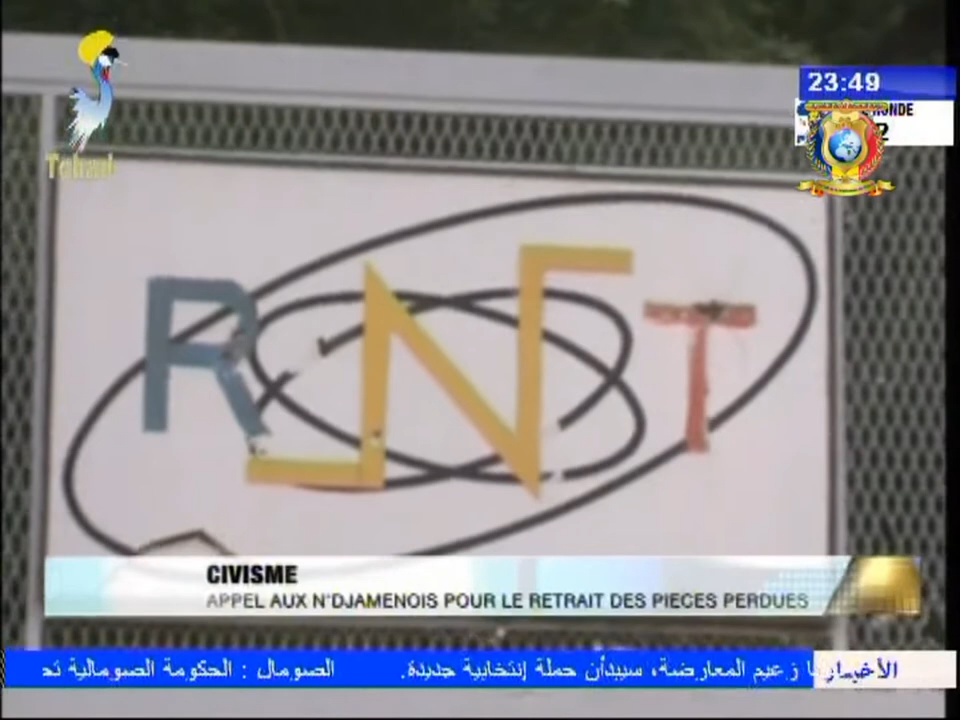 23:49
Tchad
RNT
CIVISME
APPEL AUX N'DJAMENOIS POUR LE RETRAIT DES PIECES PERDUES
الأخبار
زعيم المعارضة، سيبدأن حملة إنتخابية جديدة. الصومال : الحكومة الصومالية تح